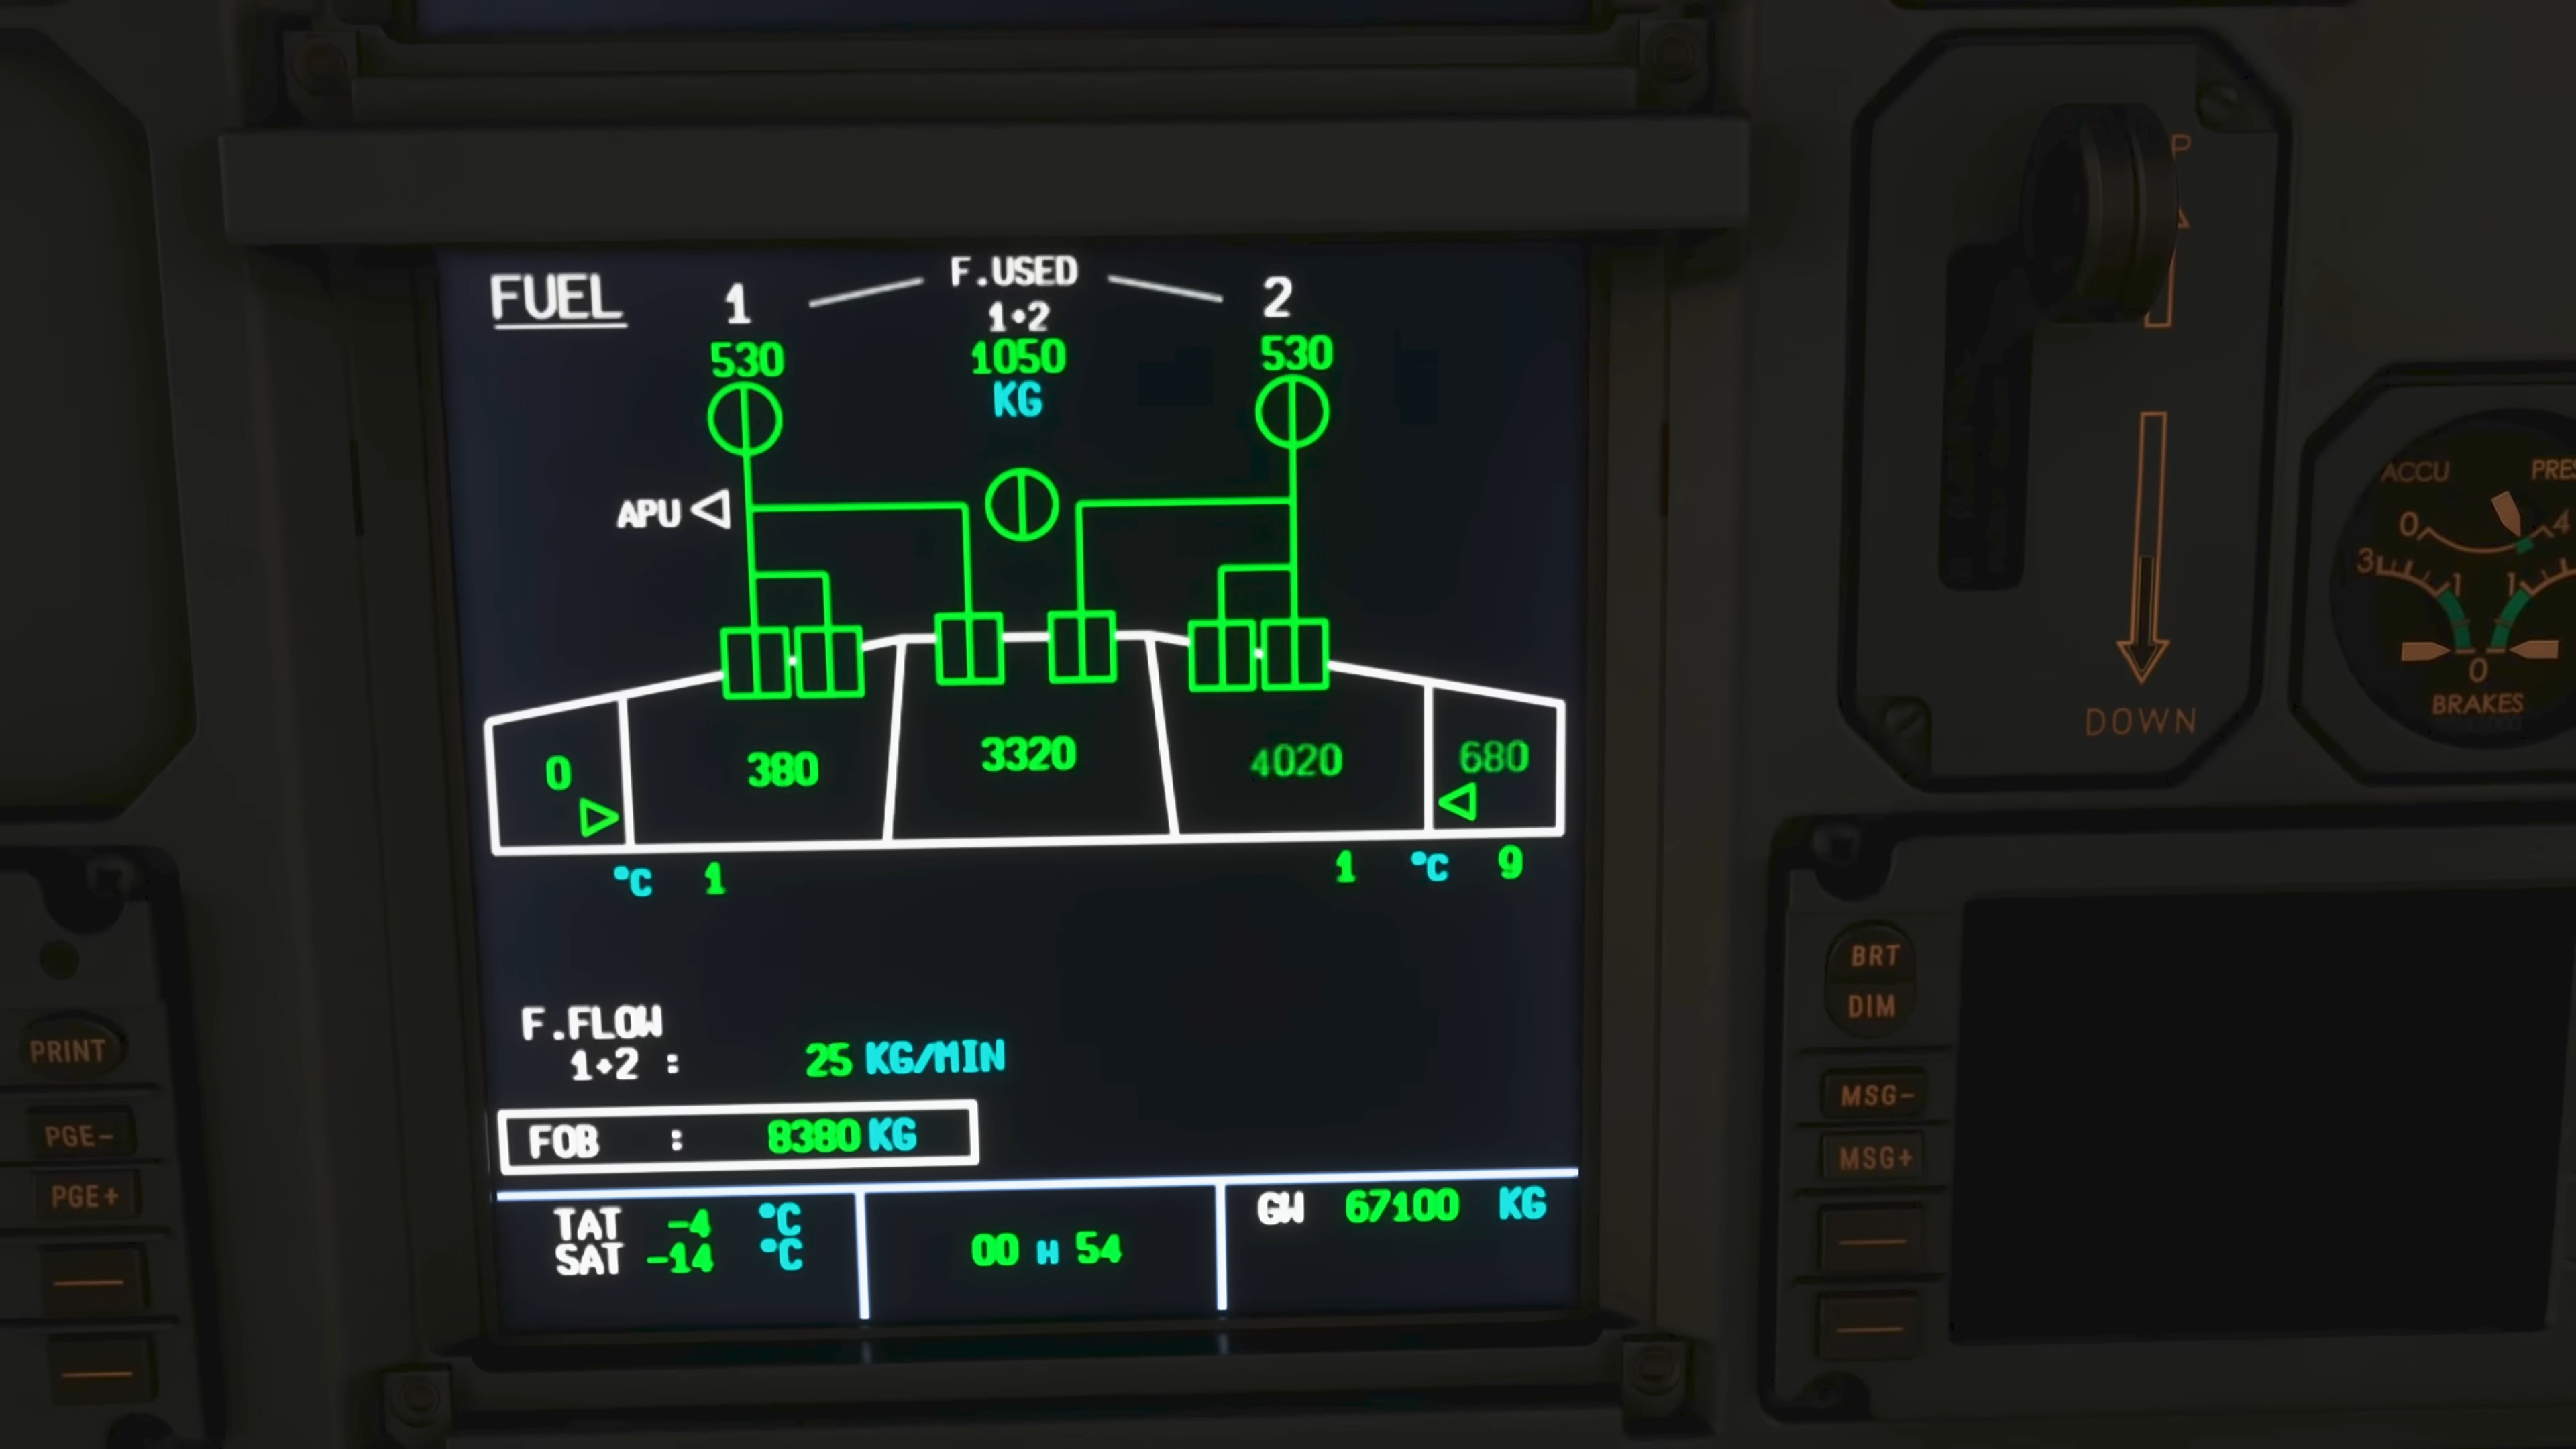 FUEL 1 F.USED 2
1+2
530 1050 530
KG
APU
0 380 3320 4020 680
°C 1 1 °C 9
F.FLOW
1+2 : 25 KG/MIN
FOB : 8380 KG
TAT -4 °C
SAT -14 °C
00 H 54
GW 67100 KG
PRINT
PGE-
PGE+
P
DOWN
ACCU PRES
0 4
3 1 1
0
BRAKES
BRT
DIM
MSG-
MSG+